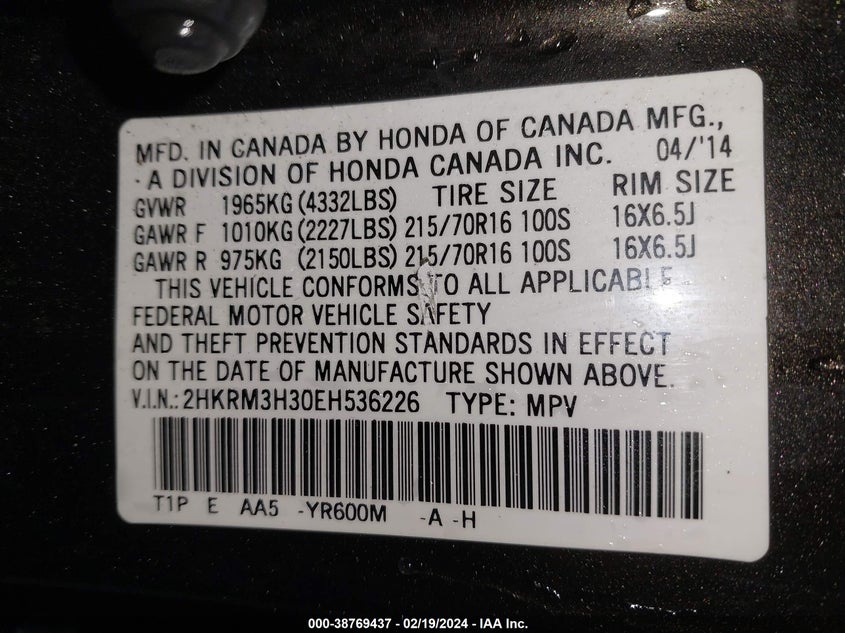 MFD. IN CANADA BY HONDA OF CANADA MFG.,
A DIVISION OF HONDA CANADA INC. 04/'14
GVWR 1965KG (4332LBS) TIRE SIZE RIM SIZE
GAWR F 1010KG (2227LBS) 215/70R16 100S 16X6.5J
GAWR R 975KG (2150LBS) 215/70R16 100S 16X6.5J
THIS VEHICLE CONFORMS TO ALL APPLICABLE
FEDERAL MOTOR VEHICLE SAFETY
AND THEFT PREVENTION STANDARDS IN EFFECT
ON THE DATE OF MANUFACTURE SHOWN ABOVE.
V.I.N.: 2HKRM3H30EH536226 TYPE: MPV
T1P E AA5 -YR600M -A -H
000-38769437 - 02/19/2024 - IAA Inc.